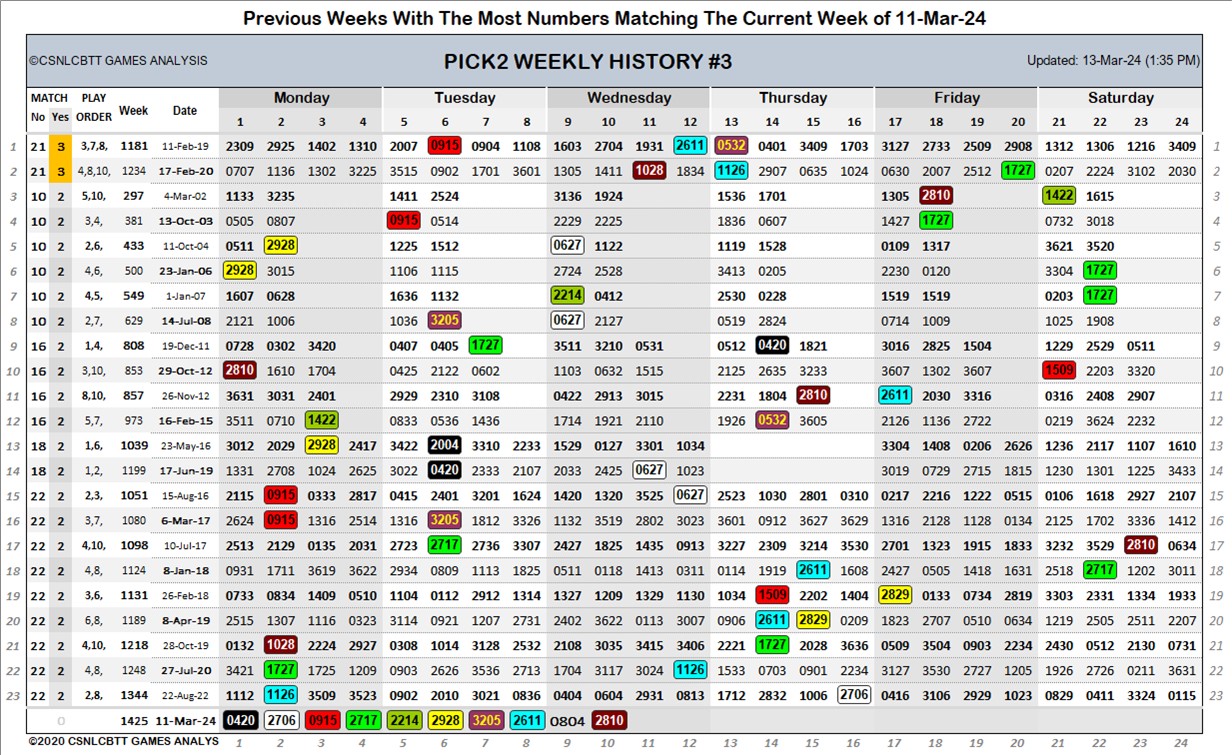 Previous Weeks With The Most Numbers Matching The Current Week of 11-Mar-24
©CSNLCBTT GAMES ANALYSIS PICK2 WEEKLY HISTORY #3 Updated: 13-Mar-24 (1:35 PM)
MATCH PLAY Week Date Monday Tuesday Wednesday Thursday Friday Saturday
No Yes ORDER 1 2 3 4 5 6 7 8 9 10 11 12 13 14 15 16 17 18 19 20 21 22 23 24
1 21 3 3,7,8, 1181 11-Feb-19 2309 2925 1402 1310 2007 0915 0904 1108 1603 2704 1931 2611 0532 0401 3409 1703 3127 2733 2509 2908 1312 1306 1216 3409 1
2 21 3 4,8,10, 1234 17-Feb-20 0707 1136 1302 3225 3515 0902 1701 3601 1305 1411 1028 1834 1126 2907 0635 1024 0630 2007 2512 1727 0207 2224 3102 2030 2
3 10 2 5,10, 297 4-Mar-02 1133 3235 1411 2524 3136 1924 1536 1701 1305 2810 1422 1615 3
4 10 2 3,4, 381 13-Oct-03 0505 0807 0915 0514 2229 2225 1836 0607 1427 1727 0732 3018 4
5 10 2 2,6, 433 11-Oct-04 0511 2928 1225 1512 0627 1122 1119 1528 0109 1317 3621 3520 5
6 10 2 4,6, 500 23-Jan-06 2928 3015 1106 1115 2724 2528 3413 0205 2230 0120 3304 1727 6
7 10 2 4,5, 549 1-Jan-07 1607 0628 1636 1132 2214 0412 2530 0228 1519 1519 0203 1727 7
8 10 2 2,7, 629 14-Jul-08 2121 1006 1036 3205 0627 2127 0519 2824 0714 1009 1025 1908 8
9 16 2 1,4, 808 19-Dec-11 0728 0302 3420 0407 0405 1727 3511 3210 0531 0512 0420 1821 3016 2825 1504 1229 2529 0511 9
10 16 2 3,10, 853 29-Oct-12 2810 1610 1704 0425 2122 0602 1103 0632 1515 2125 2635 3233 3607 1302 3607 1509 2203 3320 10
11 16 2 8,10, 857 26-Nov-12 3631 3031 2401 2929 2310 3108 0422 2913 3015 2231 1804 2810 2611 2030 3316 0316 2408 2907 11
12 16 2 5,7, 973 16-Feb-15 3511 0710 1422 0833 0536 1436 1714 1921 2110 1926 0532 3605 2126 1136 2722 0219 3624 2232 12
13 18 2 1,6, 1039 23-May-16 3012 2029 2928 2417 3422 2004 3310 2233 1529 0127 3301 1034 3304 1408 0206 2626 1236 2117 1107 1610 13
14 18 2 1,2, 1199 17-Jun-19 1331 2708 1024 2625 3022 0420 2333 2107 2033 2425 0627 1023 3019 0729 2715 1815 1230 1301 1225 3433 14
15 22 2 2,3, 1051 15-Aug-16 2115 0915 0333 2817 0415 2401 3201 1624 1420 1320 3525 0627 2523 1030 2801 0310 0217 2216 1222 0515 0106 1618 2927 2107 15
16 22 2 3,7, 1080 6-Mar-17 2624 0915 1316 2514 1316 3205 1812 3326 1132 3519 2802 3023 3601 0912 3627 3629 1316 2128 1128 0134 2125 1702 3336 1412 16
17 22 2 4,10, 1098 10-Jul-17 2513 2129 0135 2031 2723 2717 2736 3307 2427 1825 1435 0913 3227 2309 3214 3530 2701 1323 1915 1833 3232 3529 2810 0634 17
18 22 2 4,8, 1124 8-Jan-18 0931 1711 3619 3622 0334 0709 1113 1825 0511 0118 1413 0311 0114 1919 2611 1608 2427 0505 1418 1631 2518 2717 1202 3011 18
19 22 2 3,6, 1131 26-Feb-18 0733 0834 1409 0510 1104 0112 2912 1314 1327 1209 1329 1130 1034 1509 2202 1404 2829 0133 0734 2819 3303 2331 1334 1933 19
20 22 2 6,8, 1189 8-Apr-19 2515 1307 1116 0323 3114 0921 1207 2731 2402 3622 0113 3007 0906 2611 2829 0209 1823 2707 0510 0634 1219 2505 2511 2207 20
21 22 2 4,10, 1218 28-Oct-19 0132 1028 2224 2927 0308 1014 3128 2532 2108 3035 3415 3406 2221 1727 2028 3636 0509 3504 0903 2234 2430 0512 2130 0731 21
22 22 2 4,8, 1248 27-Jul-20 3421 1727 1725 1209 0903 2626 3536 2713 1704 3117 3024 1126 1533 0703 0901 2234 3127 3530 2727 1205 1926 2726 0211 3631 22
23 22 2 2,8, 1344 22-Aug-22 1112 1126 3509 3523 0902 2010 3021 0836 0404 0604 2931 0813 1712 2832 1006 2706 0416 3106 2930 1023 0829 0411 3324 0115 23
0 1425 11-Mar-24 0420 2706 0915 2717 2214 2928 3205 2611 0804 2810
©2020 CSNLCBTT GAMES ANALYS 1 2 3 4 5 6 7 8 9 10 11 12 13 14 15 16 17 18 19 20 21 22 23 24